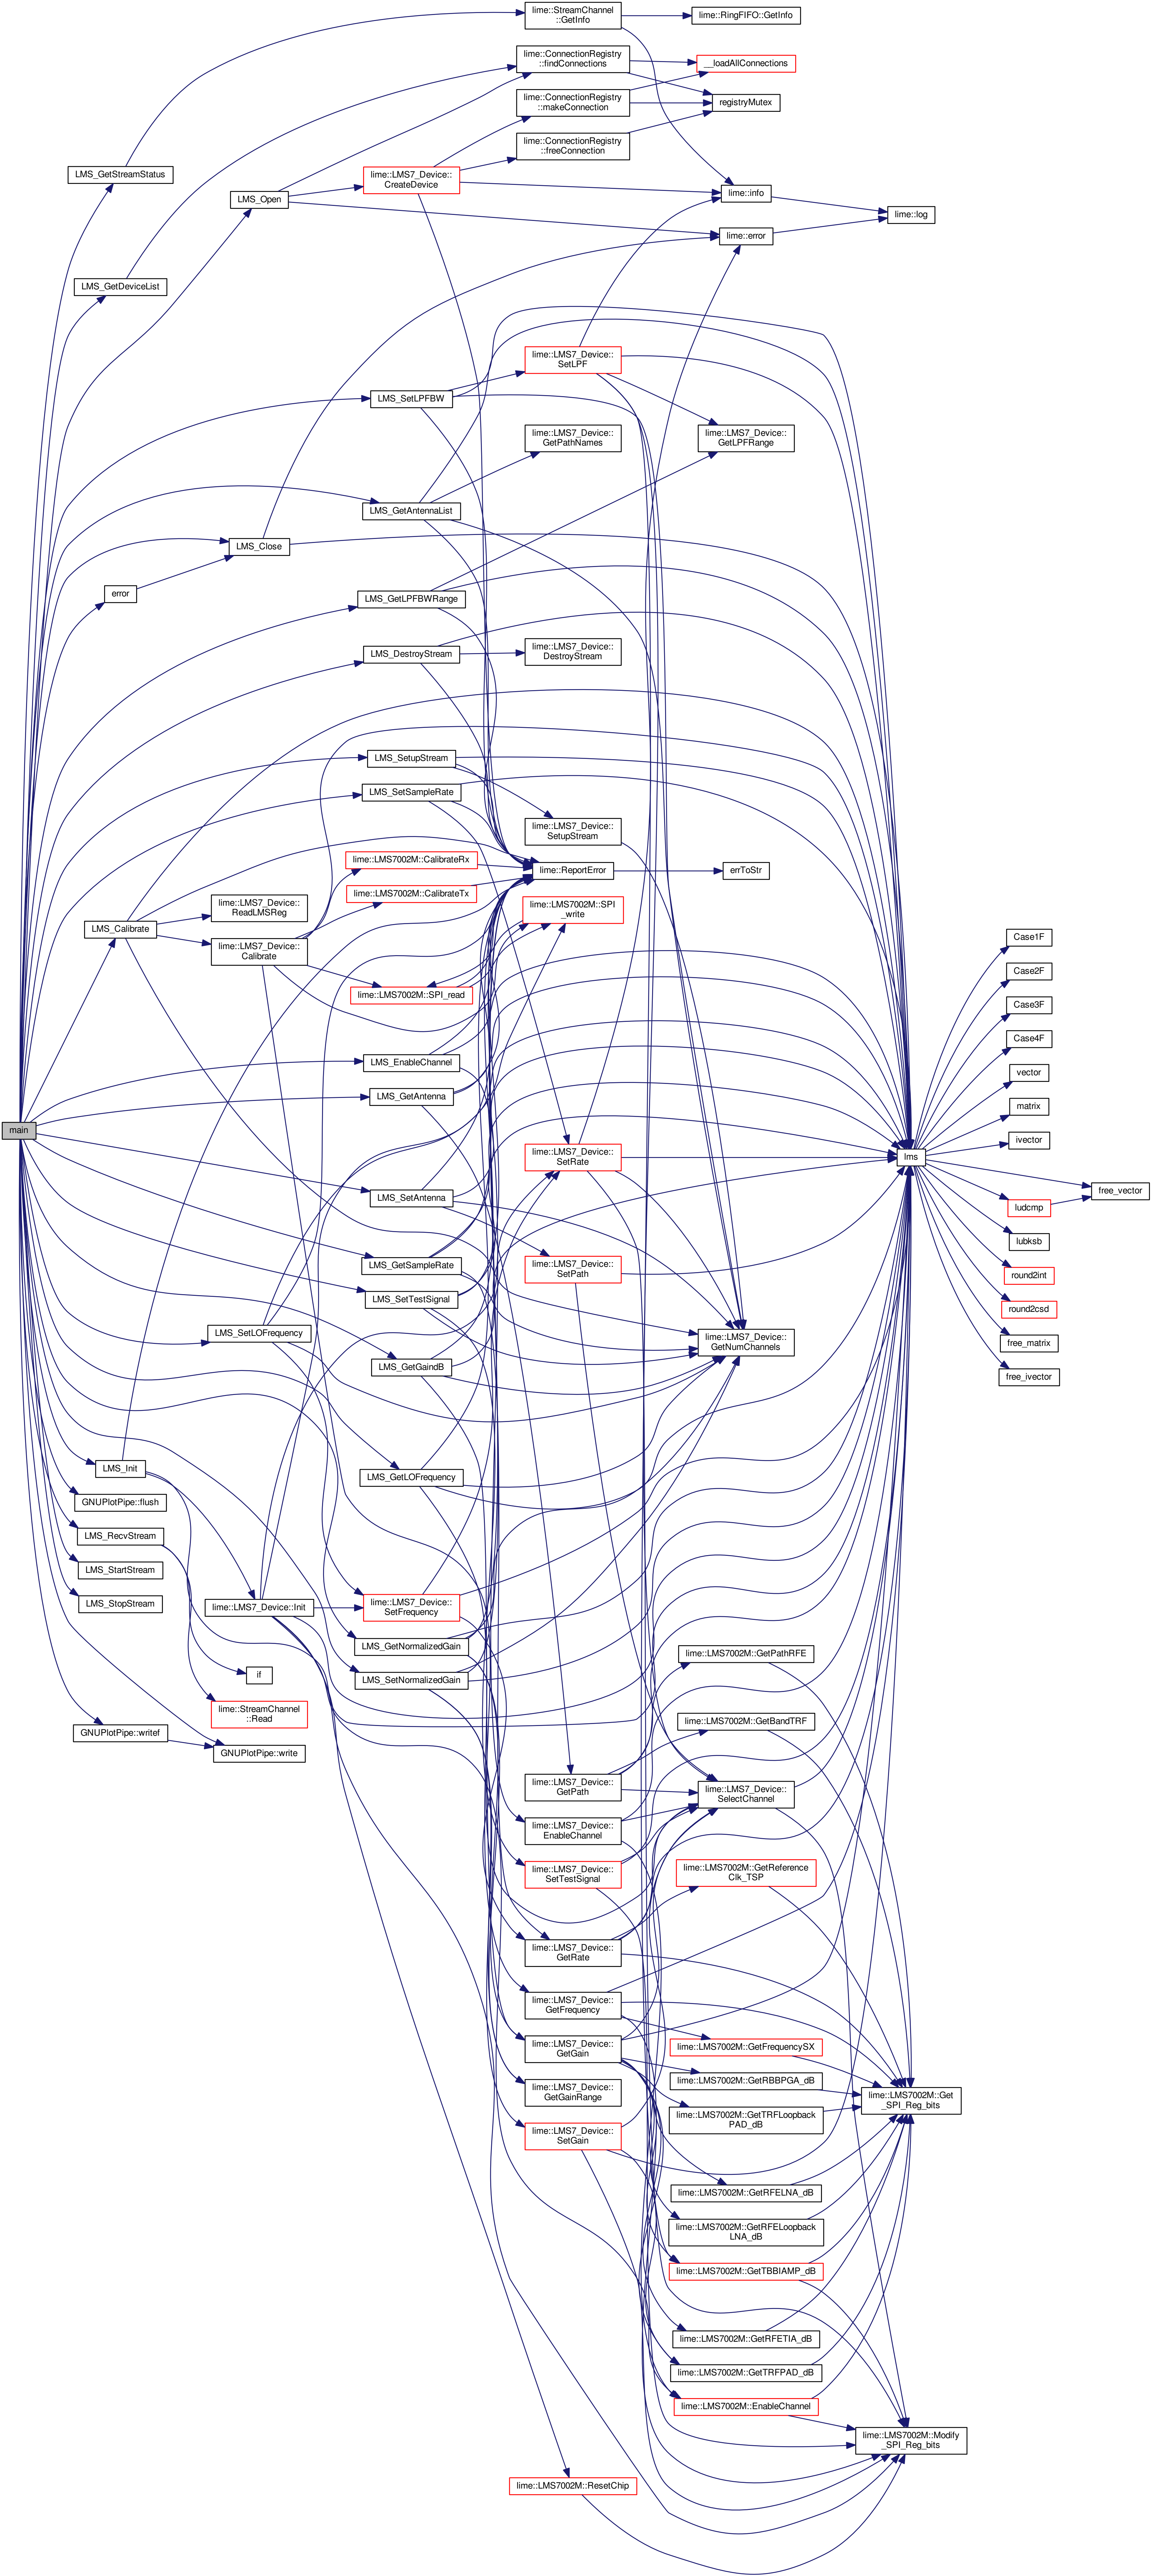 lime::StreamChannel
::GetInfo
lime::RingFIFO::GetInfo
lime::ConnectionRegistry
::findConnections
__loadAllConnections
lime::ConnectionRegistry
::makeConnection
registryMutex
lime::ConnectionRegistry
::freeConnection
LMS_GetStreamStatus
lime::LMS7_Device::
CreateDevice
LMS_Open
lime::info
lime::log
lime::error
LMS_GetDeviceList
lime::LMS7_Device::
SetLPF
LMS_SetLPFBW
lime::LMS7_Device::
GetPathNames
lime::LMS7_Device::
GetLPFRange
LMS_GetAntennaList
LMS_Close
error
LMS_GetLPFBWRange
LMS_DestroyStream
lime::LMS7_Device::
DestroyStream
LMS_SetupStream
LMS_SetSampleRate
lime::LMS7_Device::
SetupStream
lime::LMS7002M::CalibrateRx
lime::ReportError
errToStr
lime::LMS7002M::CalibrateTx
lime::LMS7_Device::
ReadLMSReg
lime::LMS7002M::SPI
_write
LMS_Calibrate
lime::LMS7_Device::
Calibrate
lime::LMS7002M::SPI_read
Case1F
Case2F
Case3F
Case4F
LMS_EnableChannel
vector
LMS_GetAntenna
matrix
main
ivector
lime::LMS7_Device::
SetRate
lms
free_vector
LMS_SetAntenna
ludcmp
lubksb
LMS_GetSampleRate
lime::LMS7_Device::
SetPath
round2int
LMS_SetTestSignal
round2csd
LMS_SetLOFrequency
lime::LMS7_Device::
GetNumChannels
free_matrix
LMS_GetGaindB
free_ivector
LMS_Init
LMS_GetLOFrequency
GNUPlotPipe::flush
LMS_RecvStream
LMS_StartStream
LMS_StopStream
lime::LMS7_Device::Init
lime::LMS7_Device::
SetFrequency
LMS_GetNormalizedGain
lime::LMS7002M::GetPathRFE
if
LMS_SetNormalizedGain
lime::StreamChannel
::Read
lime::LMS7002M::GetBandTRF
GNUPlotPipe::writef
GNUPlotPipe::write
lime::LMS7_Device::
GetPath
lime::LMS7_Device::
SelectChannel
lime::LMS7_Device::
EnableChannel
lime::LMS7_Device::
SetTestSignal
lime::LMS7002M::GetReference
Clk_TSP
lime::LMS7_Device::
GetRate
lime::LMS7_Device::
GetFrequency
lime::LMS7_Device::
GetGain
lime::LMS7002M::GetFrequencySX
lime::LMS7002M::GetRBBPGA_dB
lime::LMS7_Device::
GetGainRange
lime::LMS7002M::Get
_SPI_Reg_bits
lime::LMS7002M::GetTRFLoopback
PAD_dB
lime::LMS7_Device::
SetGain
lime::LMS7002M::GetRFELNA_dB
lime::LMS7002M::GetRFELoopback
LNA_dB
lime::LMS7002M::GetTBBIAMP_dB
lime::LMS7002M::GetRFETIA_dB
lime::LMS7002M::GetTRFPAD_dB
lime::LMS7002M::EnableChannel
lime::LMS7002M::Modify
_SPI_Reg_bits
lime::LMS7002M::ResetChip